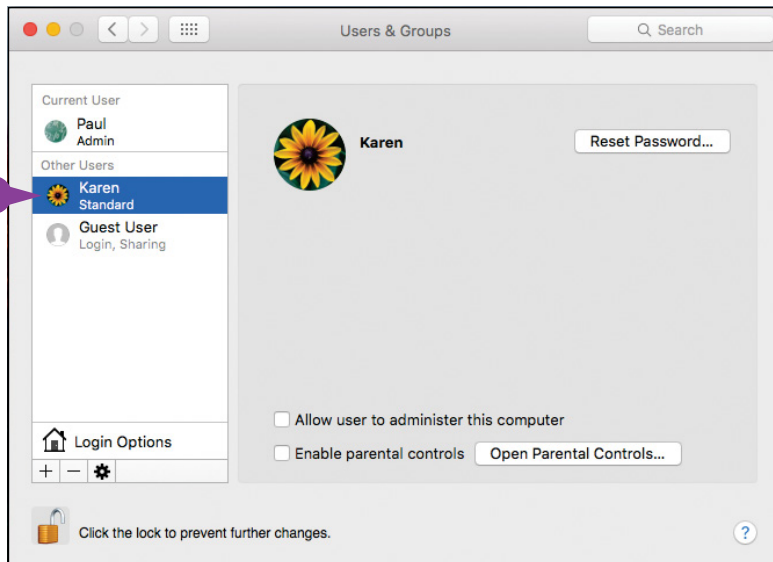 Users & Groups
Search
Current User
Paul
Admin
Other Users
Karen
Standard
Guest User
Login, Sharing
Login Options
+ −
Karen
Reset Password...
Allow user to administer this computer
Enable parental controls
Open Parental Controls...
Click the lock to prevent further changes.
?